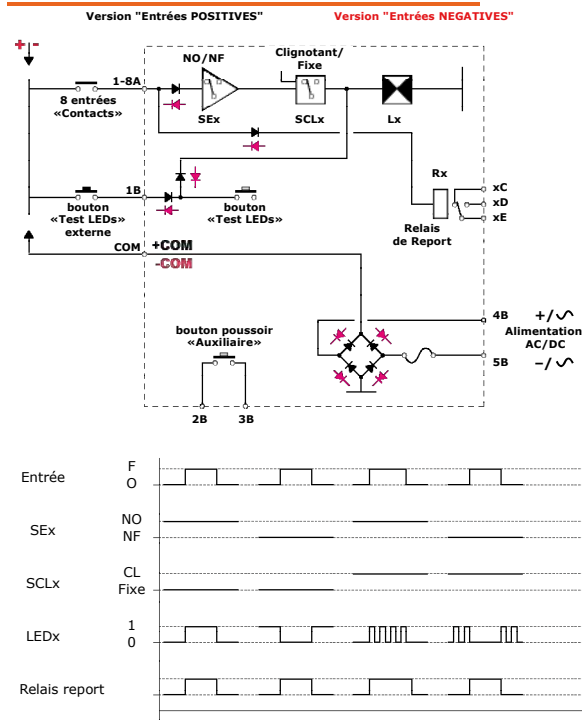 Version "Entrées POSITIVES" Version "Entrées NEGATIVES"
+ -
NO/NF
Clignotant/
Fixe
1-8A
8 entrées
«Contacts»
SEx
SCLx
Lx
1B
bouton
«Test LEDs»
externe
bouton
«Test LEDs»
Rx
xC
xD
xE
Relais
de Report
COM
+COM
-COM
bouton poussoir
«Auxiliaire»
2B 3B
4B
+/
Alimentation
AC/DC
5B
-/
Entrée
F
O
SEx
NO
NF
SCLx
CL
Fixe
LEDx
1
0
Relais report